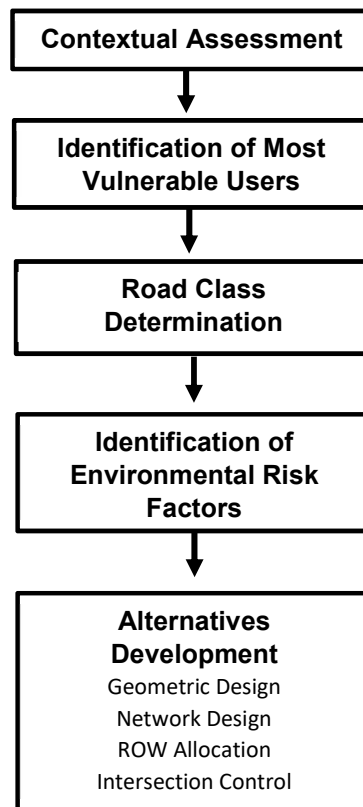 Contextual Assessment
Identification of Most
Vulnerable Users
Road Class
Determination
Identification of
Environmental Risk
Factors
Alternatives
Development
Geometric Design
Network Design
ROW Allocation
Intersection Control